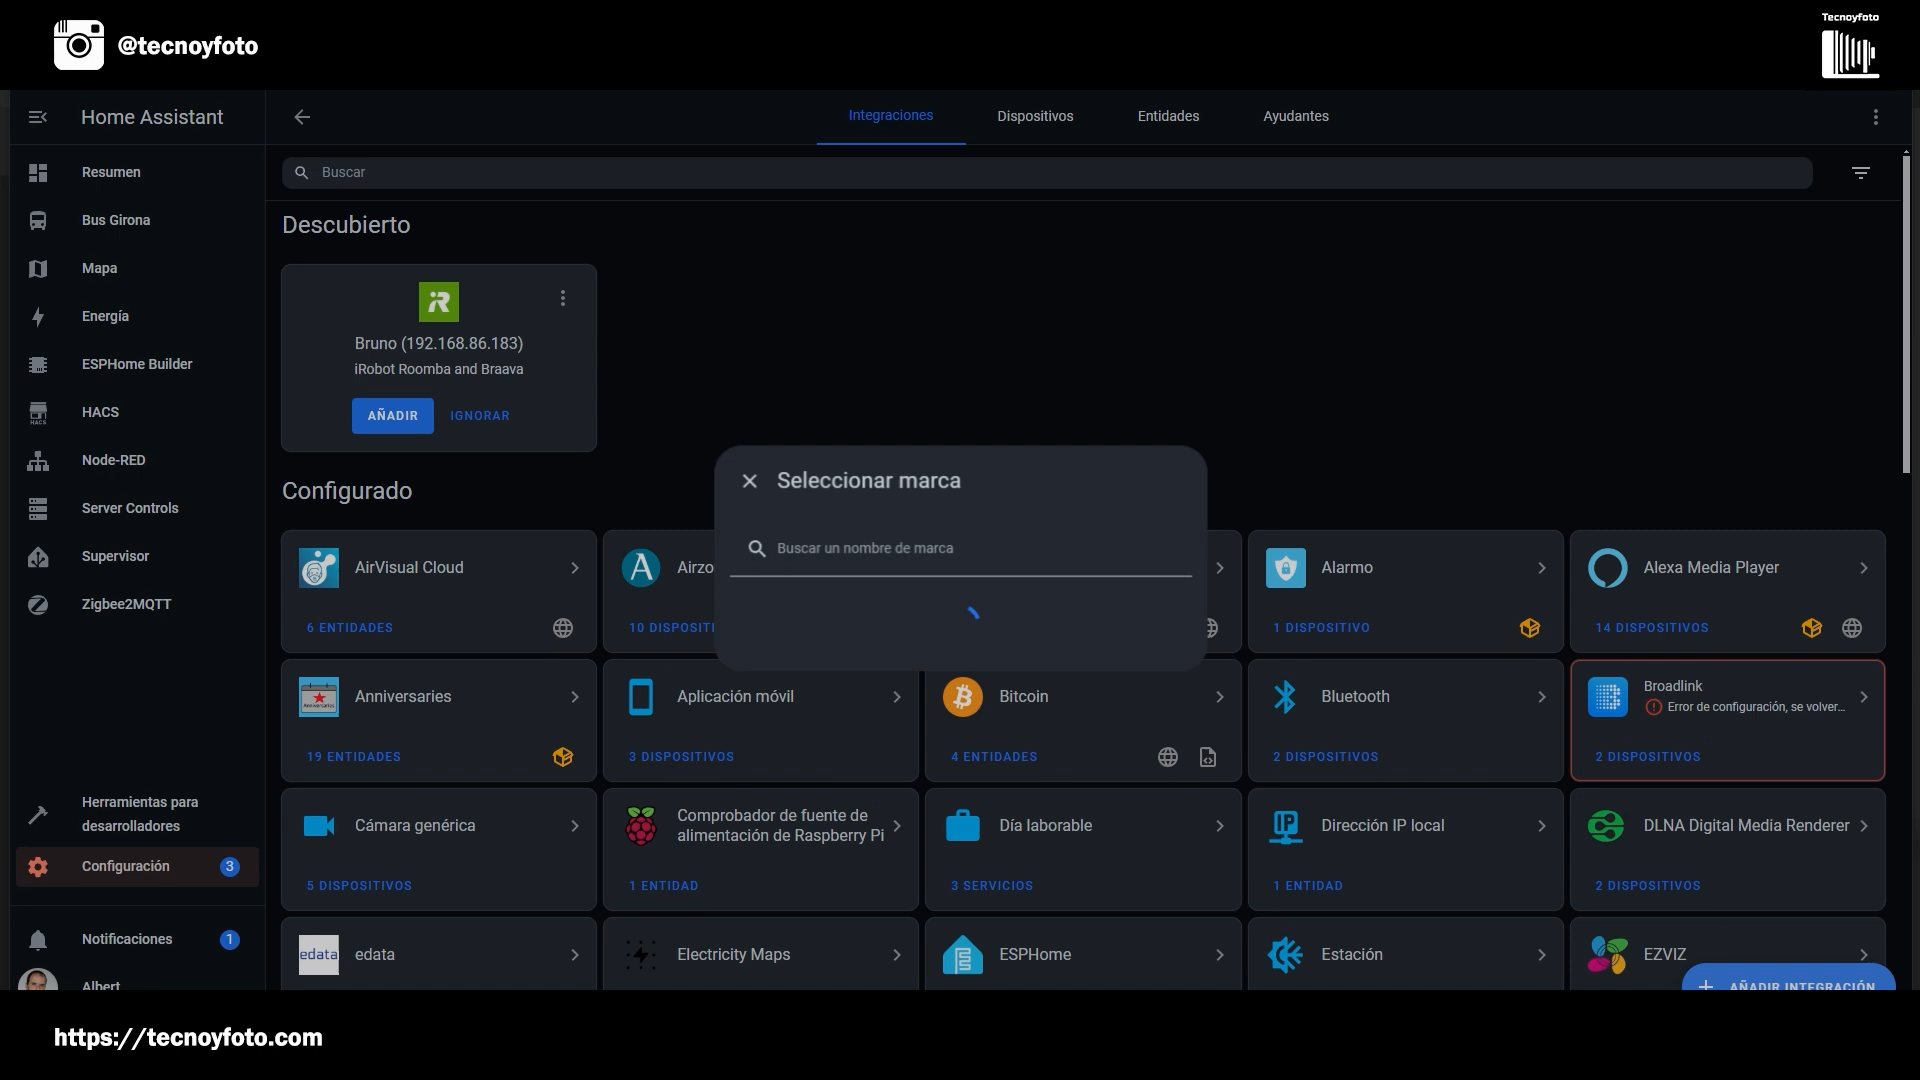 @tecnoyfoto
Tecnoyfoto
Home Assistant
Integraciones
Dispositivos
Entidades
Ayudantes
Resumen
Bus Girona
Mapa
Energía
ESPHome Builder
HACS
HACS
Node-RED
Server Controls
Supervisor
Zigbee2MQTT
Herramientas para
desarrolladores
Configuración
3
Notificaciones
1
Albert
Buscar
Descubierto
iR
Bruno (192.168.86.183)
iRobot Roomba and Braava
AÑADIR
IGNORAR
Seleccionar marca
Buscar un nombre de marca
Configurado
AirVisual Cloud
6 ENTIDADES
Airzo
10 DISPOSITI
Alarmo
1 DISPOSITIVO
Alexa Media Player
14 DISPOSITIVOS
Anniversaries
Anniversaries
19 ENTIDADES
Aplicación móvil
3 DISPOSITIVOS
Bitcoin
4 ENTIDADES
Bluetooth
2 DISPOSITIVOS
Broadlink
Error de configuración, se volver...
2 DISPOSITIVOS
Cámara genérica
5 DISPOSITIVOS
Comprobador de fuente de
alimentación de Raspberry Pi
1 ENTIDAD
Día laborable
3 SERVICIOS
IP
Dirección IP local
1 ENTIDAD
DLNA Digital Media Renderer
2 DISPOSITIVOS
edata
edata
Electricity Maps
ESPHome
Estación
EZVIZ
AÑADIR INTEGRACIÓN
https://tecnoyfoto.com